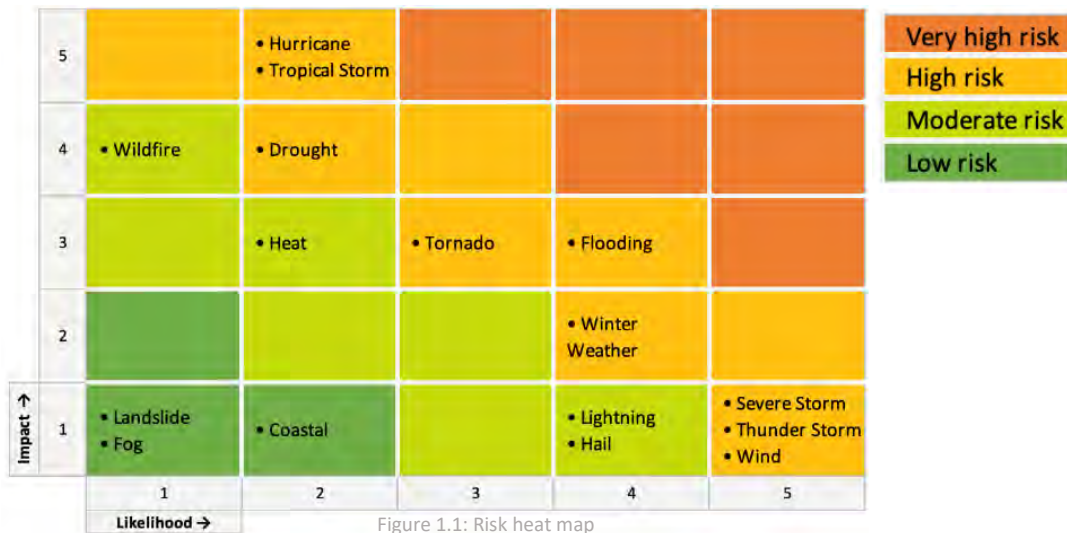 5
• Hurricane
• Tropical Storm
4
• Wildfire
• Drought
3
• Heat
• Tornado
• Flooding
2
• Winter
Weather
Impact →
1
• Landslide
• Fog
• Coastal
• Lightning
• Hail
• Severe Storm
• Thunder Storm
• Wind
1
2
3
4
5
Likelihood →
Very high risk
High risk
Moderate risk
Low risk
Figure 1.1: Risk heat map